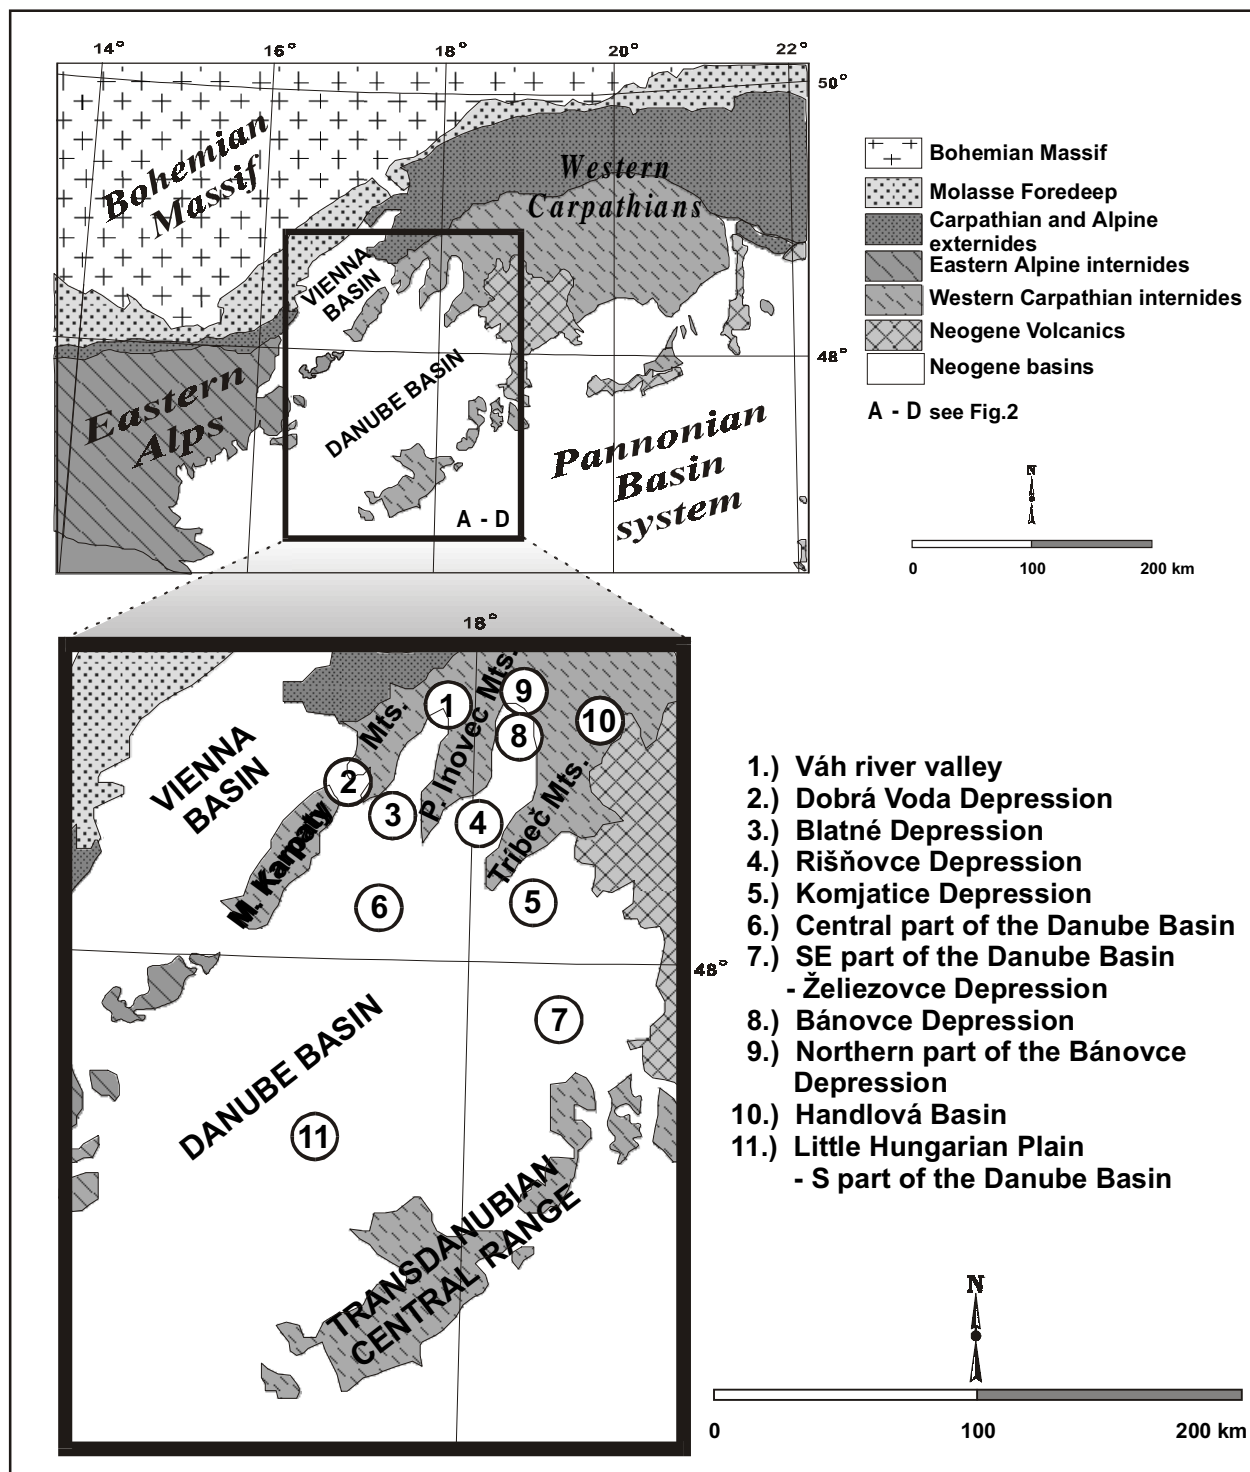 14° 16° 18° 20° 22°
50°
Bohemian
Massif
Western
Carpathians
VIENNA
BASIN
48°
Eastern
Alps
DANUBE BASIN
Pannonian
Basin
system
A - D
Bohemian Massif
Molasse Foredeep
Carpathian and Alpine
externides
Eastern Alpine internides
Western Carpathian internides
Neogene Volcanics
Neogene basins
A - D see Fig.2
N
0 100 200 km
18°
VIENNA
BASIN
M. Karpaty
Mts.
P. Inovec Mts.
Tribeč Mts.
1
2
3
4
5
6
7
8
9
10
11
48°
DANUBE BASIN
TRANSDANUBIAN
CENTRAL RANGE
1.) Váh river valley
2.) Dobrá Voda Depression
3.) Blatné Depression
4.) Rišňovce Depression
5.) Komjatice Depression
6.) Central part of the Danube Basin
7.) SE part of the Danube Basin
- Želiezovce Depression
8.) Bánovce Depression
9.) Northern part of the Bánovce
Depression
10.) Handlová Basin
11.) Little Hungarian Plain
- S part of the Danube Basin
N
0 100 200 km